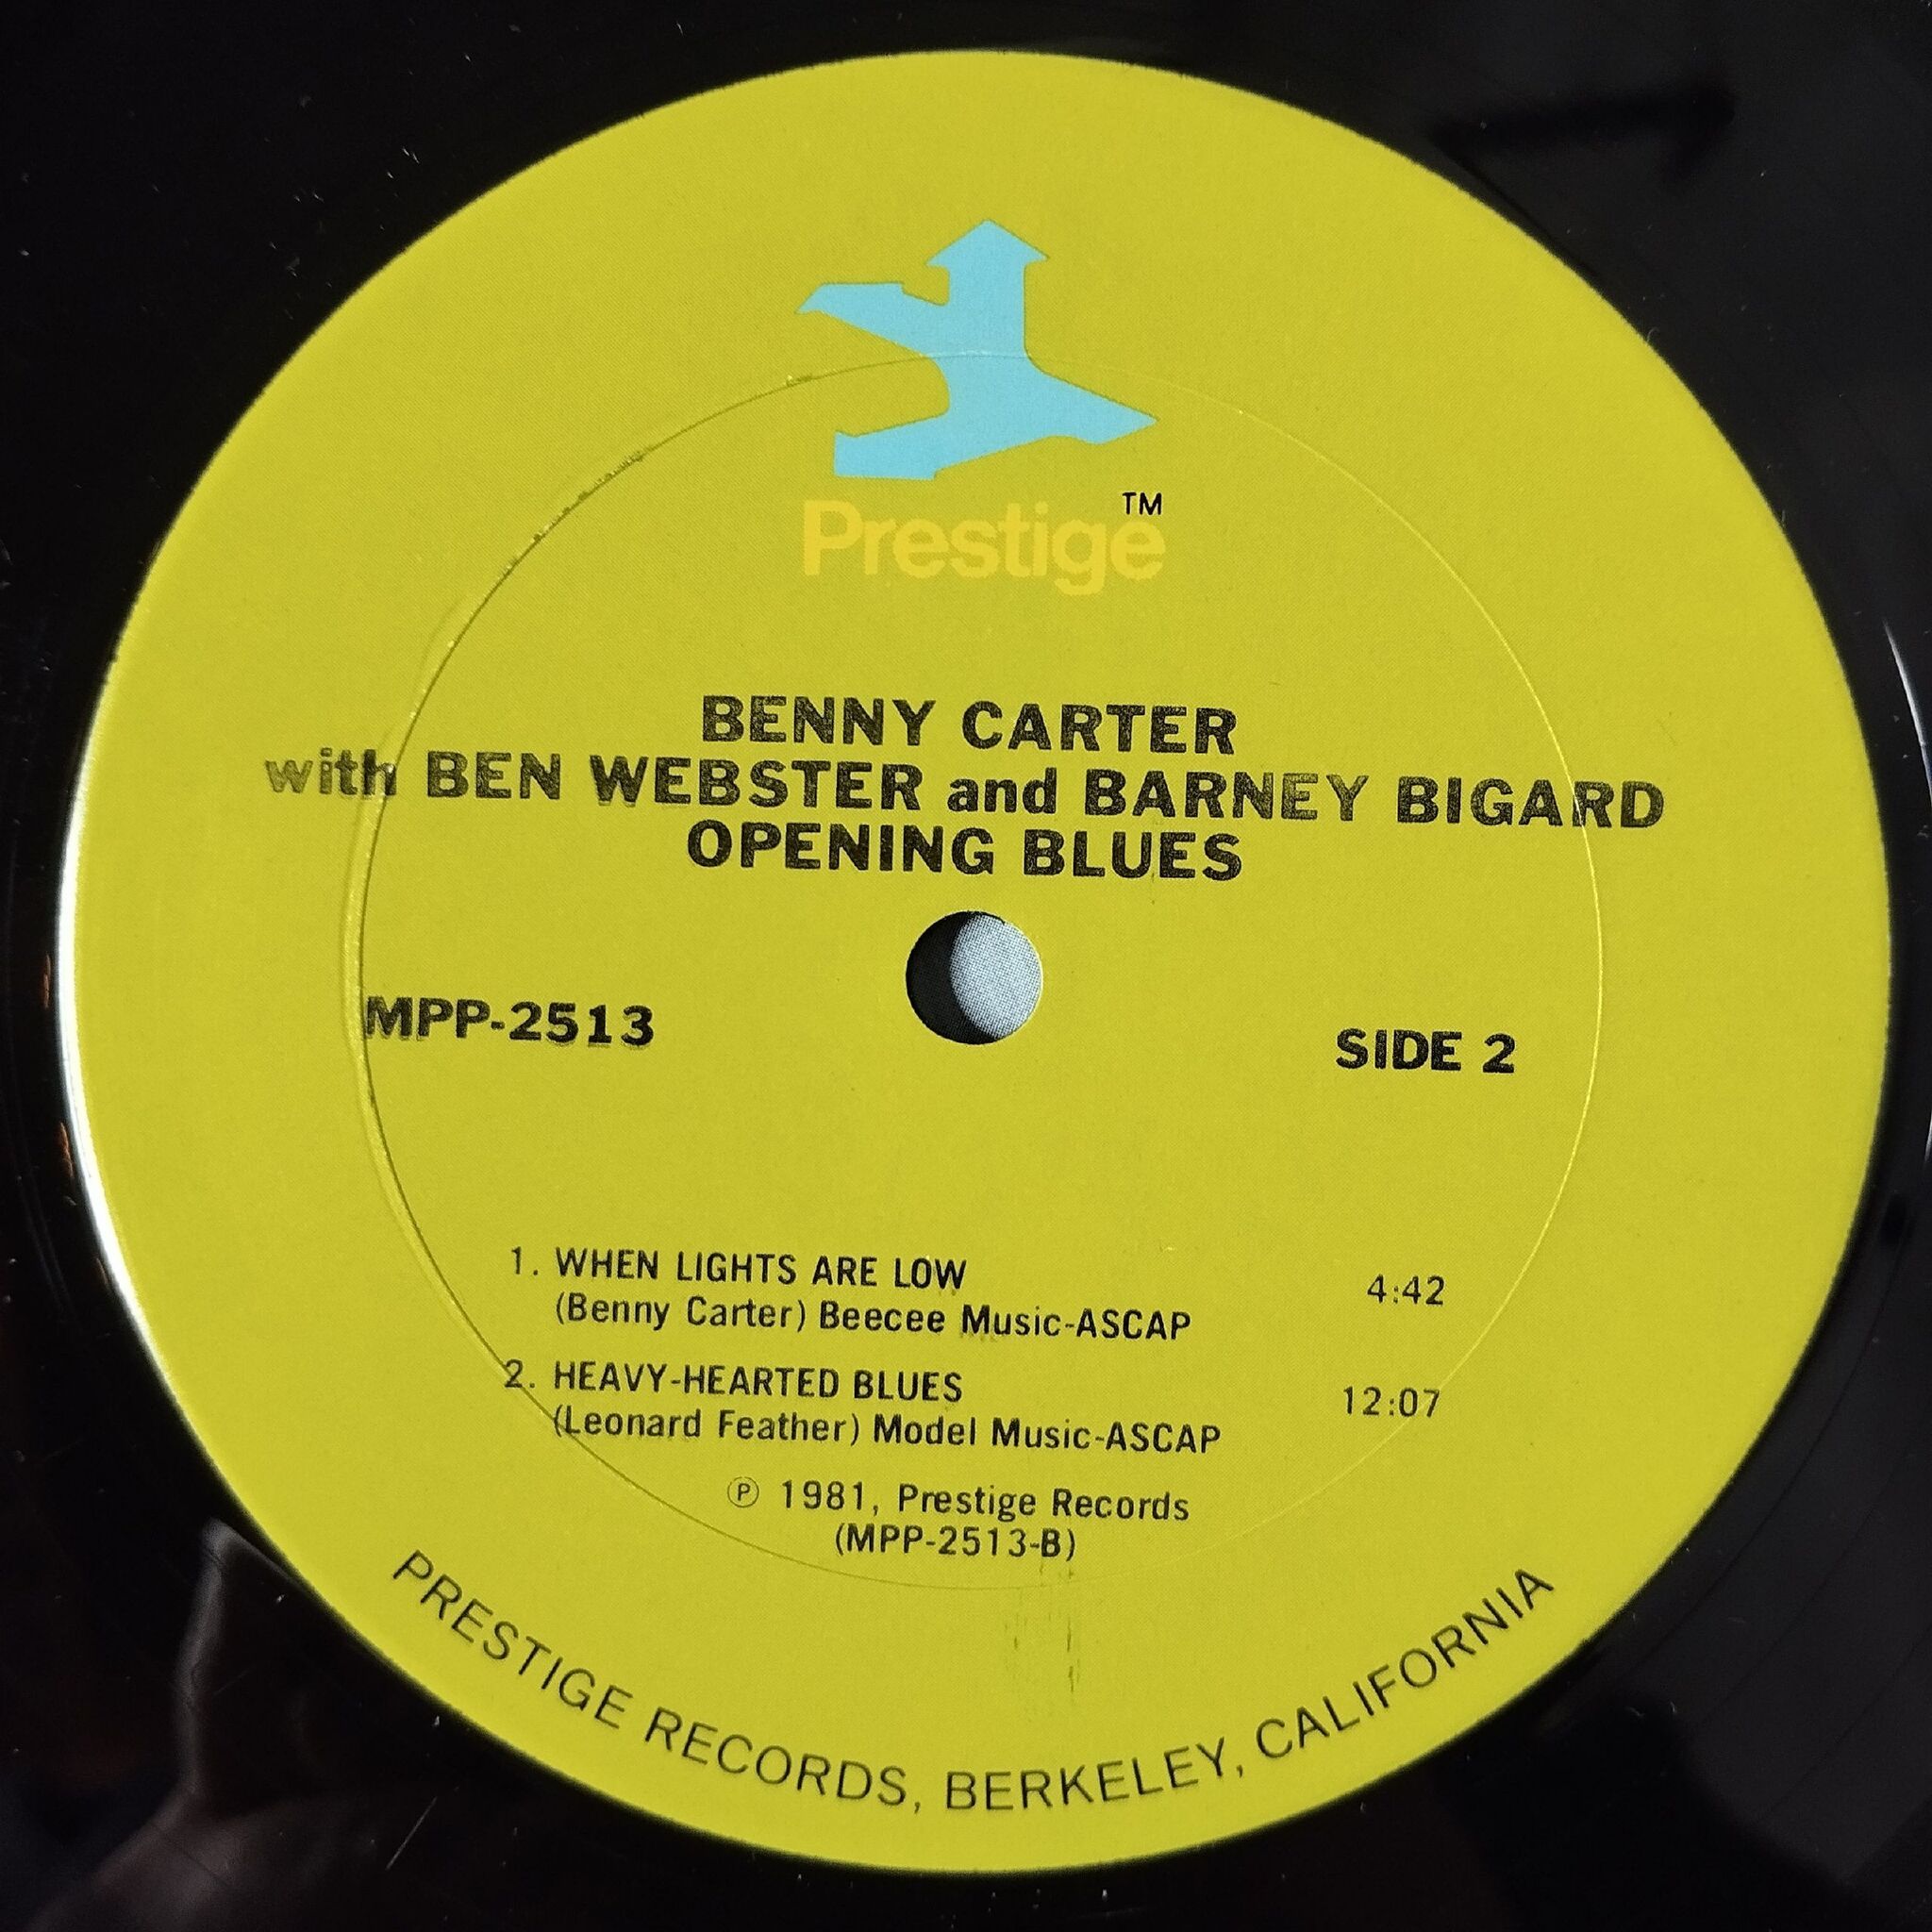 Prestige
TM
BENNY CARTER
with BEN WEBSTER and BARNEY BIGARD
OPENING BLUES
MPP-2513
SIDE 2
1. WHEN LIGHTS ARE LOW 4:42
(Benny Carter) Beecee Music-ASCAP
2. HEAVY-HEARTED BLUES 12:07
(Leonard Feather) Model Music-ASCAP
℗ 1981, Prestige Records
(MPP-2513-B)
PRESTIGE RECORDS, BERKELEY, CALIFORNIA